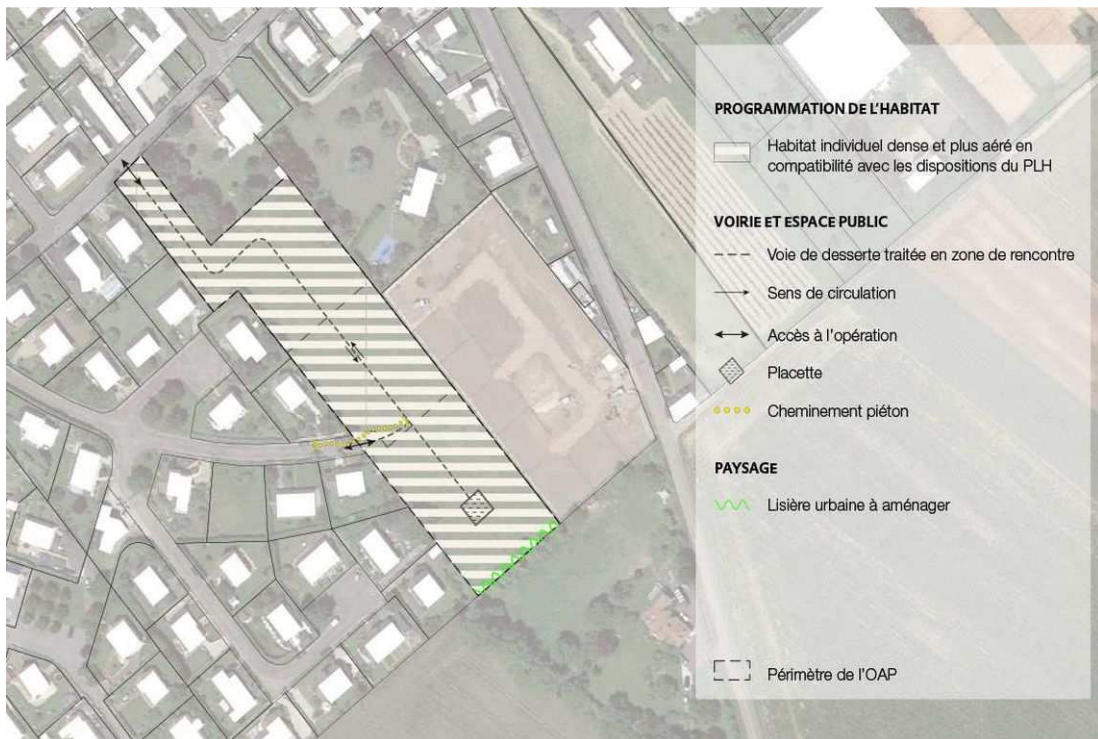 PROGRAMMATION DE L'HABITAT
Habitat individuel dense et plus aéré en
compatibilité avec les dispositions du PLH
VOIRIE ET ESPACE PUBLIC
Voie de desserte traitée en zone de rencontre
Sens de circulation
Accès à l'opération
Placette
Cheminement piéton
PAYSAGE
Lisière urbaine à aménager
Périmètre de l'OAP